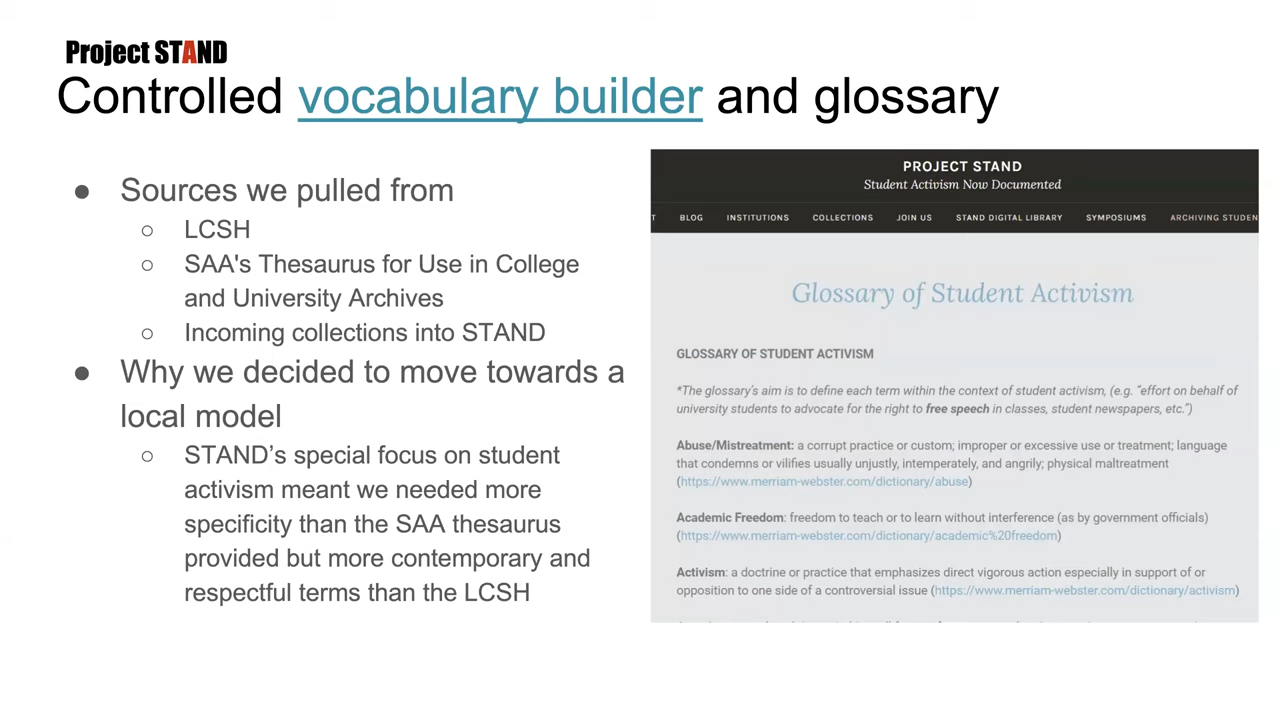 Project STAND
Controlled vocabulary builder and glossary
● Sources we pulled from
○ LCSH
○ SAA's Thesaurus for Use in College
and University Archives
○ Incoming collections into STAND
● Why we decided to move towards a
local model
○ STAND’s special focus on student
activism meant we needed more
specificity than the SAA thesaurus
provided but more contemporary and
respectful terms than the LCSH
PROJECT STAND
Student Activism Now Documented
T BLOG INSTITUTIONS COLLECTIONS JOIN US STAND DIGITAL LIBRARY SYMPOSIUMS ARCHIVING STUDEN
Glossary of Student Activism
GLOSSARY OF STUDENT ACTIVISM
*The glossary's aim is to define each term within the context of student activism, (e.g. “effort on behalf of
university students to advocate for the right to free speech in classes, student newspapers, etc.”)
Abuse/Mistreatment: a corrupt practice or custom; improper or excessive use or treatment; language
that condemns or vilifies usually unjustly, intemperately, and angrily; physical maltreatment
(https://www.merriam-webster.com/dictionary/abuse)
Academic Freedom: freedom to teach or to learn without interference (as by government officials)
(https://www.merriam-webster.com/dictionary/academic%20freedom)
Activism: a doctrine or practice that emphasizes direct vigorous action especially in support of or
opposition to one side of a controversial issue (https://www.merriam-webster.com/dictionary/activism)